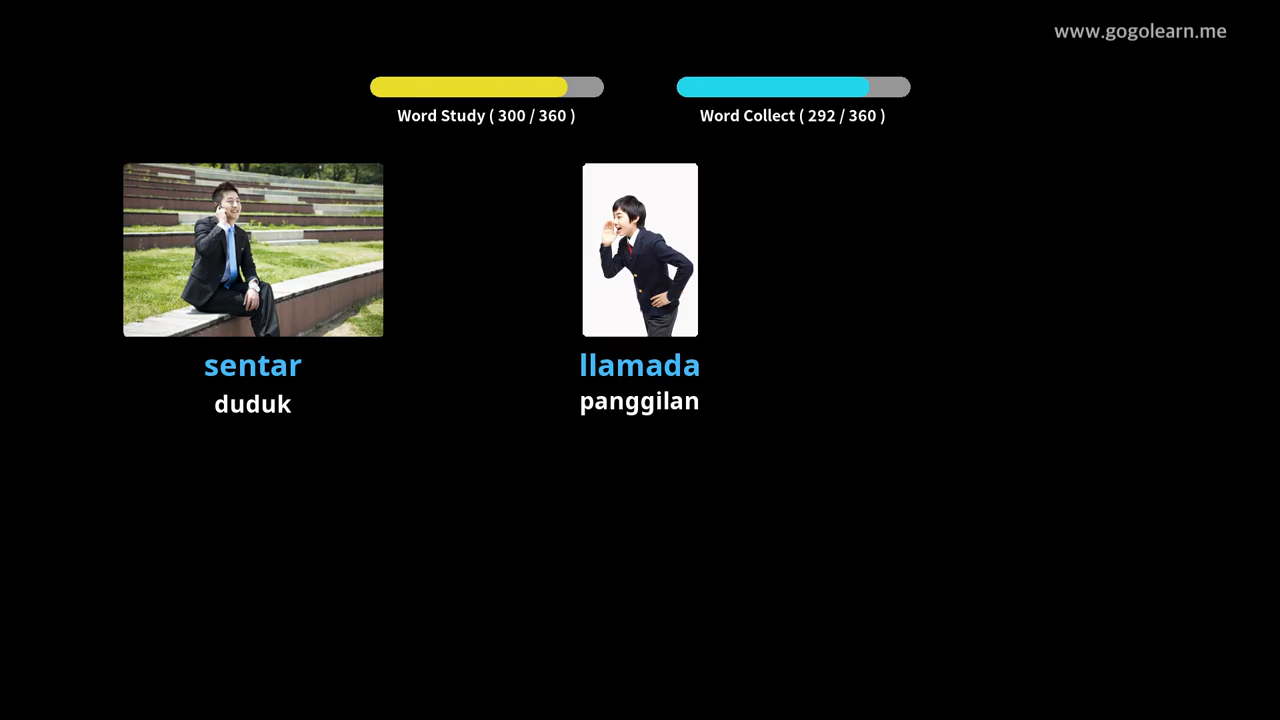 www.gogolearn.me
Word Study ( 300 / 360 )
Word Collect ( 292 / 360 )
sentar
duduk
llamada
panggilan